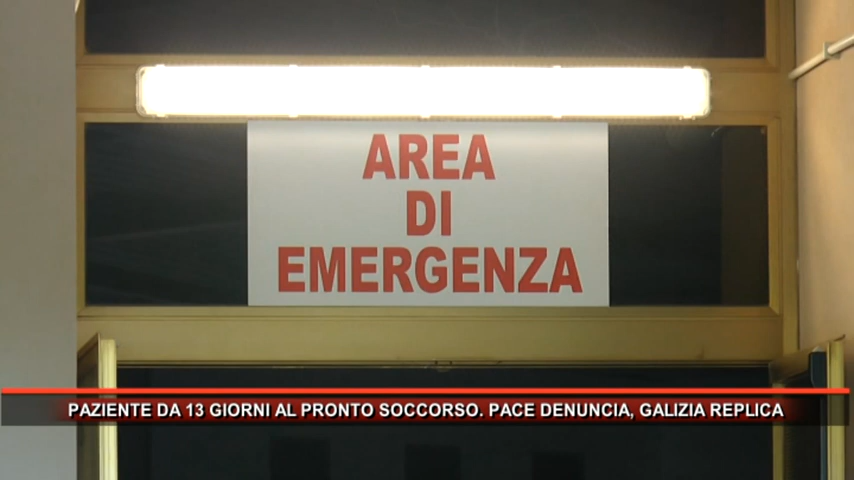 AREA
DI
EMERGENZA
PAZIENTE DA 13 GIORNI AL PRONTO SOCCORSO. PACE DENUNCIA, GALIZIA REPLICA